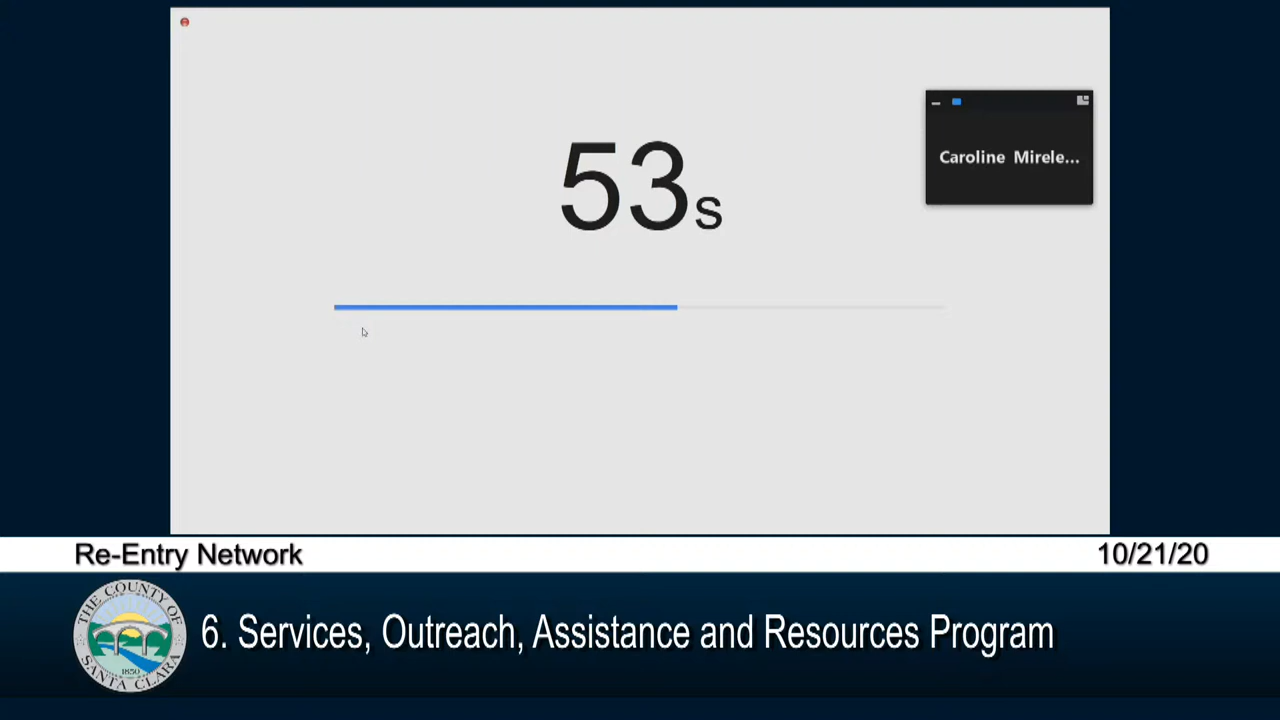 53s
Caroline Mirele...
Re-Entry Network
10/21/20
THE COUNTY OF
SANTA CLARA
1850
6. Services, Outreach, Assistance and Resources Program